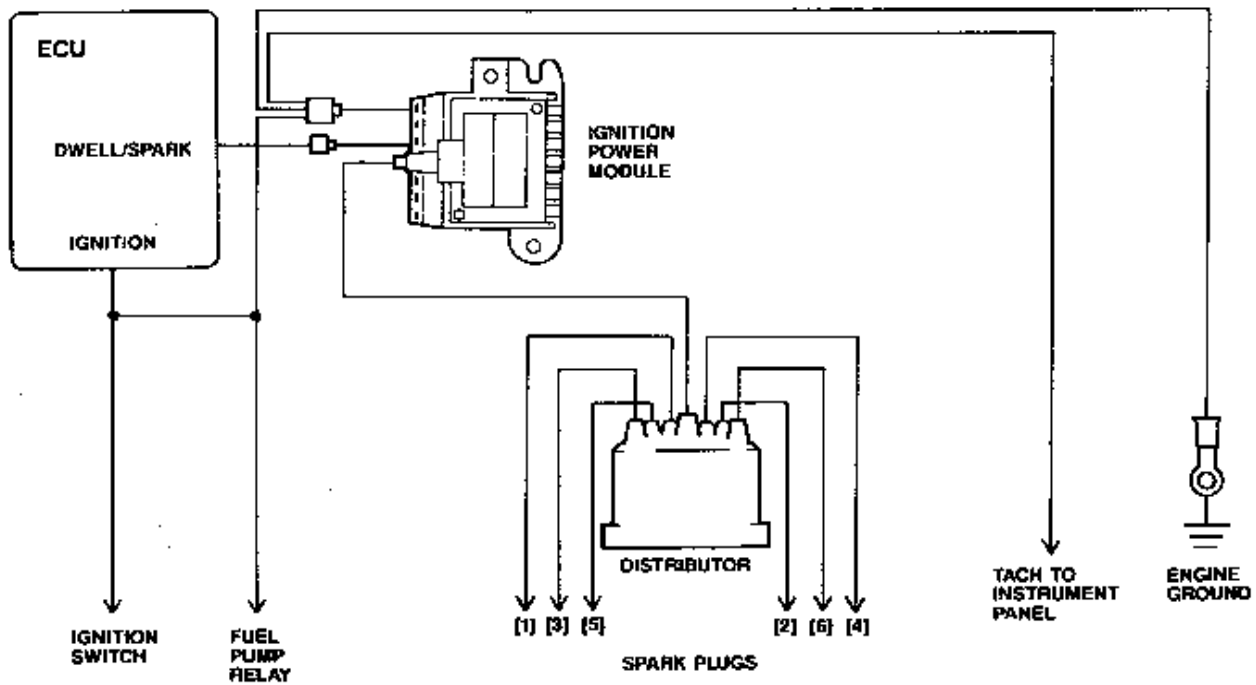 ECU
DWELL/SPARK
IGNITION
IGNITION
POWER
MODULE
DISTRIBUTOR
[1] [3] [5]
[2] [6] [4]
SPARK PLUGS
IGNITION
SWITCH
FUEL
PUMP
RELAY
TACH TO
INSTRUMENT
PANEL
ENGINE
GROUND